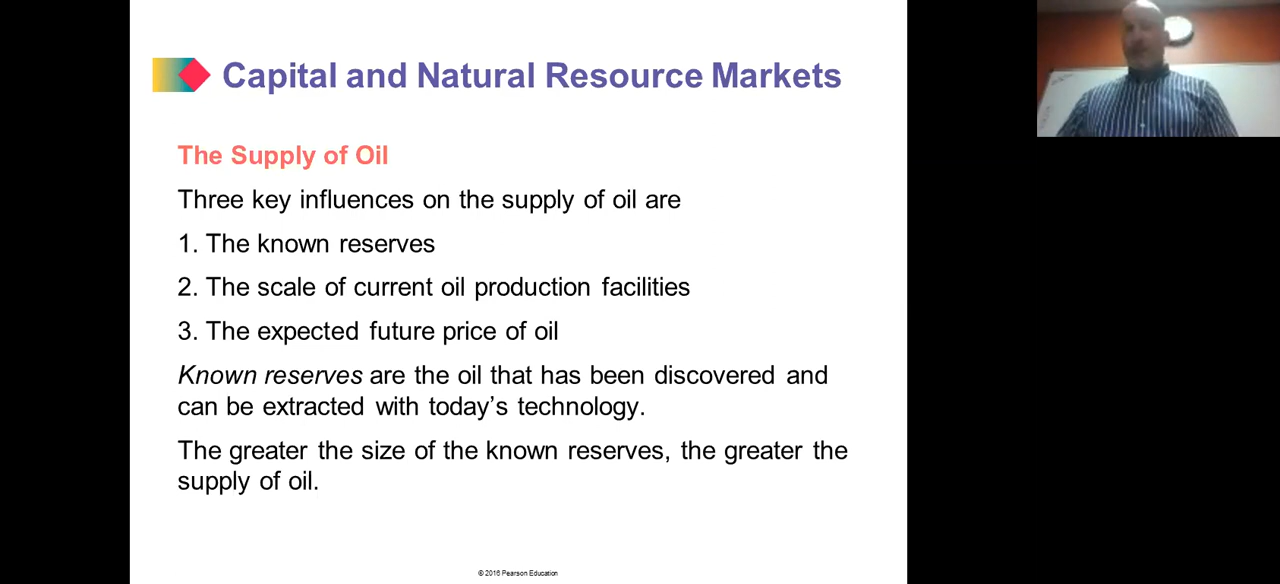 Capital and Natural Resource Markets
The Supply of Oil
Three key influences on the supply of oil are
1. The known reserves
2. The scale of current oil production facilities
3. The expected future price of oil
Known reserves are the oil that has been discovered and
can be extracted with today’s technology.
The greater the size of the known reserves, the greater the
supply of oil.
© 2016 Pearson Education